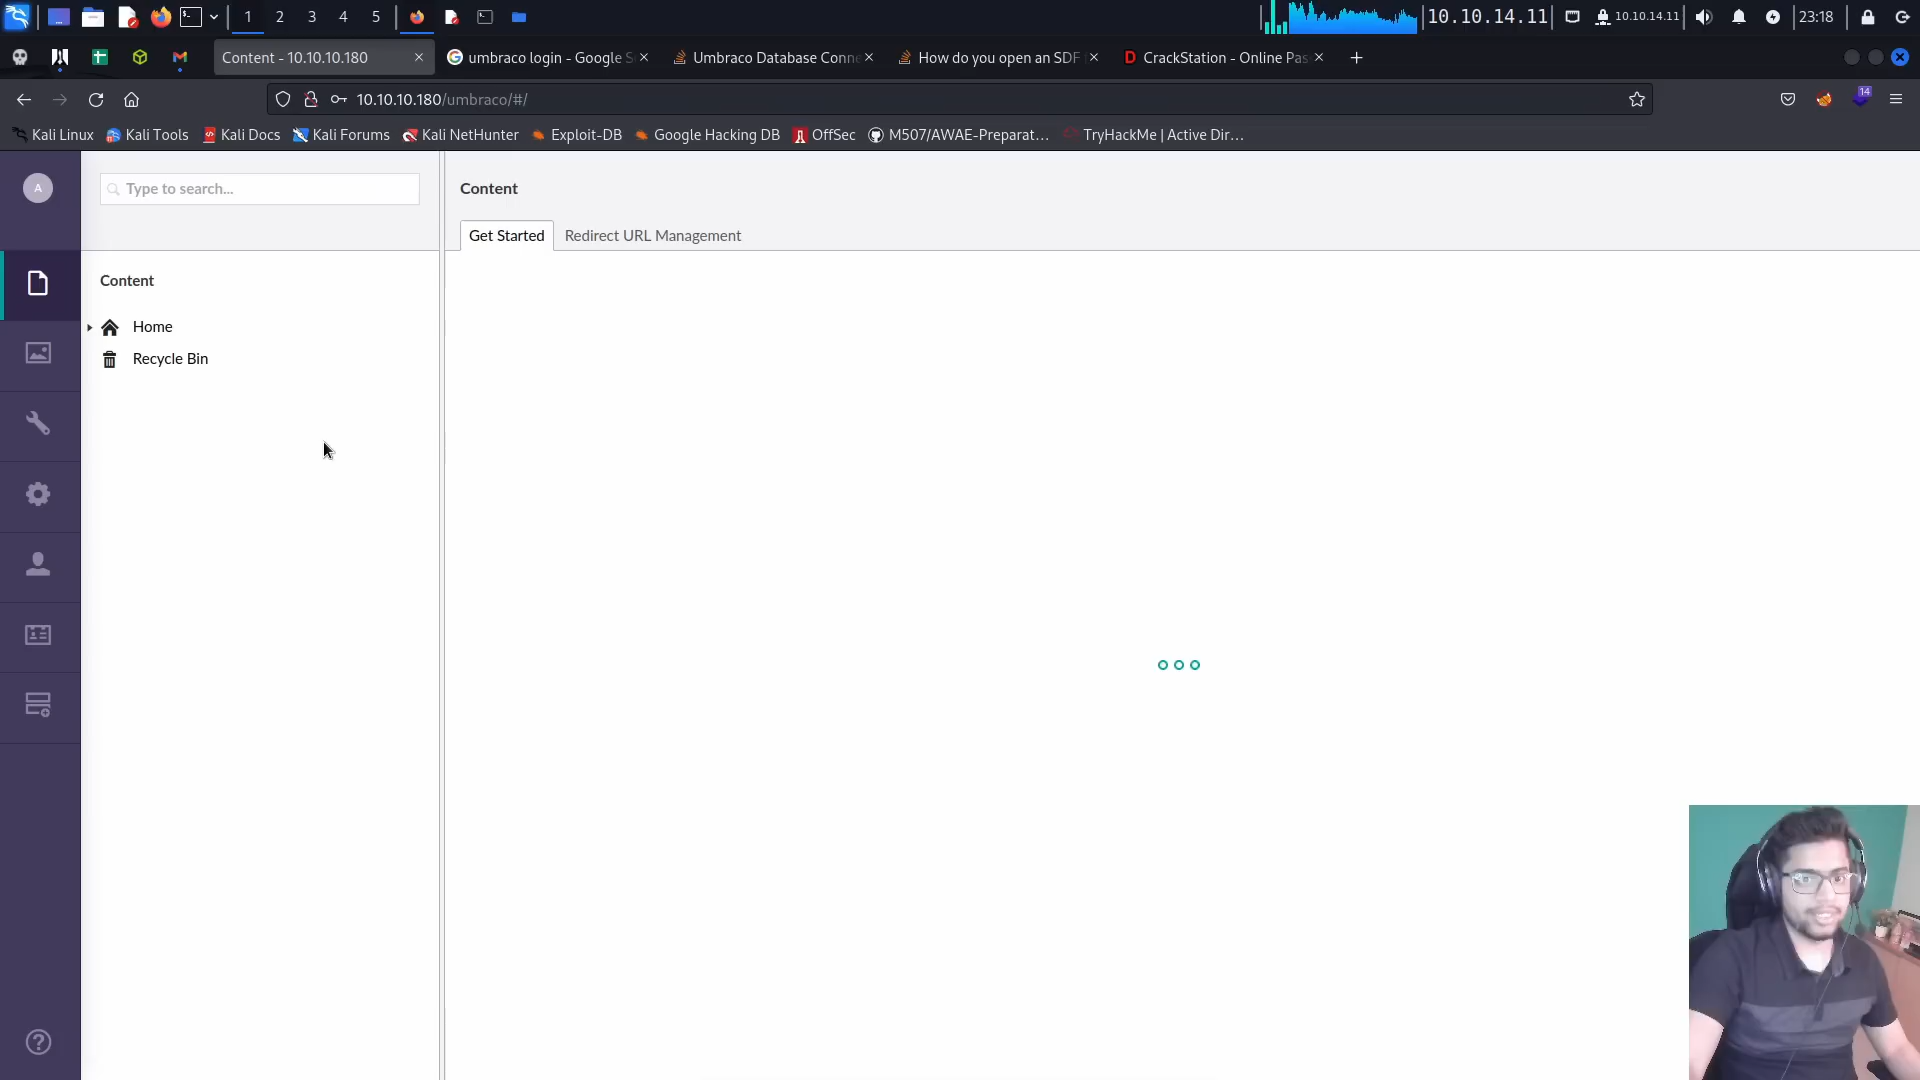 1 2 3 4 5 10.10.14.11 10.10.14.11 23:18
Content - 10.10.10.180 umbraco login - Google S Umbraco Database Conne How do you open an SDF CrackStation - Online Pas
10.10.10.180/umbraco/#/ 14
Kali Linux Kali Tools Kali Docs Kali Forums Kali NetHunter Exploit-DB Google Hacking DB OffSec M507/AWAE-Preparat... TryHackMe | Active Dir...
A
Type to search...
Content
Get Started Redirect URL Management
Content
Home
Recycle Bin